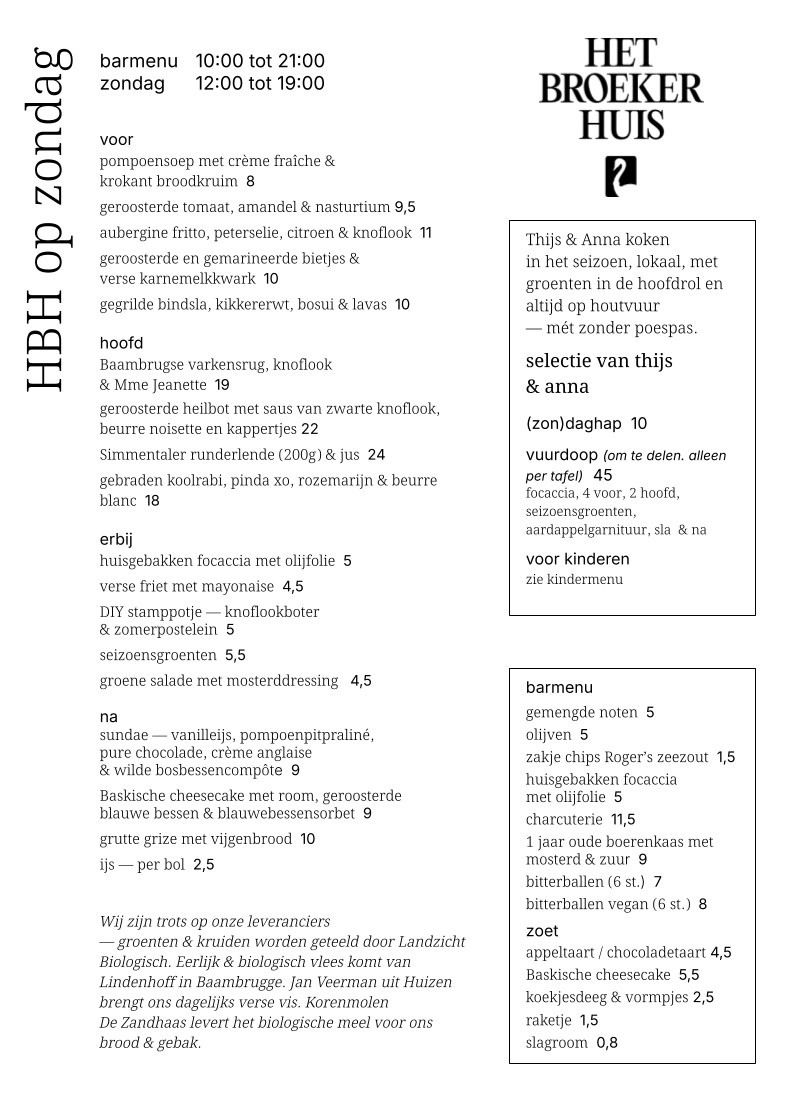 HBH op zondag
barmenu 10:00 tot 21:00
zondag 12:00 tot 19:00
voor
pompoensoep met crème fraîche &
krokant broodkruim 8
geroosterde tomaat, amandel & nasturtium 9,5
aubergine fritto, peterselie, citroen & knoflook 11
geroosterde en gemarineerde bietjes &
verse karnemelkkwark 10
gegrilde bindsla, kikkererwt, bosui & lavas 10
hoofd
Baambrugse varkensrug, knoflook
& Mme Jeanette 19
geroosterde heilbot met saus van zwarte knoflook,
beurre noisette en kappertjes 22
Simmentaler runderlende (200g) & jus 24
gebraden koolrabi, pinda xo, rozemarijn & beurre
blanc 18
erbij
huisgebakken focaccia met olijfolie 5
verse friet met mayonaise 4,5
DIY stamppotje — knoflookboter
& zomerpostelein 5
seizoensgroenten 5,5
groene salade met mosterddressing 4,5
na
sundae — vanilleijs, pompoenpitpraliné,
pure chocolade, crème anglaise
& wilde bosbessencompôte 9
Baskische cheesecake met room, geroosterde
blauwe bessen & blauwebessensorbet 9
grutte grize met vijgenbrood 10
ijs — per bol 2,5
Wij zijn trots op onze leveranciers
— groenten & kruiden worden geteeld door Landzicht
Biologisch. Eerlijk & biologisch vlees komt van
Lindenhoff in Baambrugge. Jan Veerman uit Huizen
brengt ons dagelijks verse vis. Korenmolen
De Zandhaas levert het biologische meel voor ons
brood & gebak.
HET
BROEKER
HUIS
Thijs & Anna koken
in het seizoen, lokaal, met
groenten in de hoofdrol en
altijd op houtvuur
— mét zonder poespas.
selectie van thijs
& anna
(zon)daghap 10
vuurdoop (om te delen. alleen
per tafel) 45
focaccia, 4 voor, 2 hoofd,
seizoensgroenten,
aardappelgarnituur, sla & na
voor kinderen
zie kindermenu
barmenu
gemengde noten 5
olijven 5
zakje chips Roger's zeezout 1,5
huisgebakken focaccia
met olijfolie 5
charcuterie 11,5
1 jaar oude boerenkaas met
mosterd & zuur 9
bitterballen (6 st.) 7
bitterballen vegan (6 st.) 8
zoet
appeltaart / chocoladetaart 4,5
Baskische cheesecake 5,5
koekjesdeeg & vormpjes 2,5
raketje 1,5
slagroom 0,8